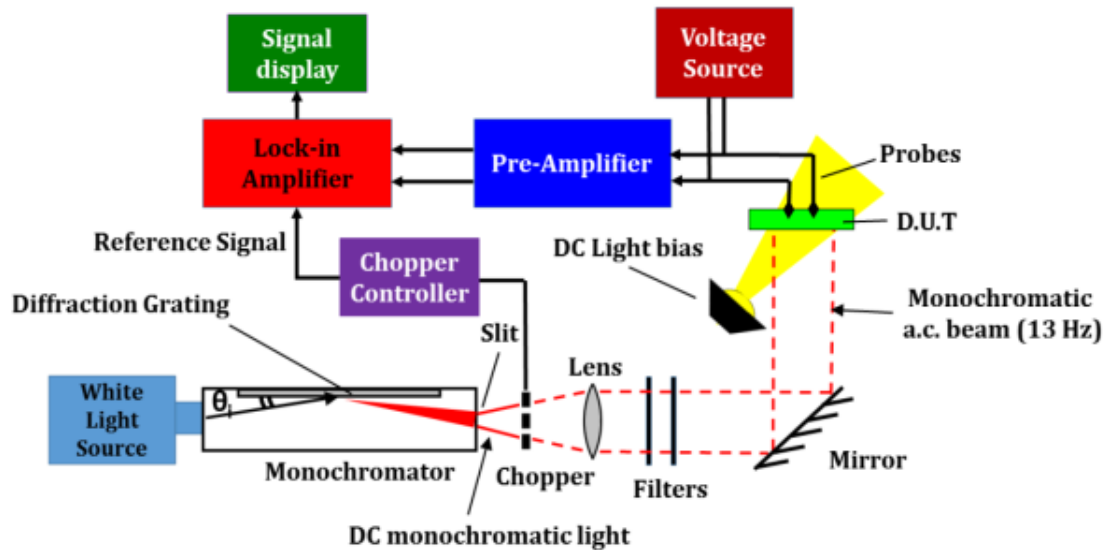 Signal
display
Voltage
Source
Lock-in
Amplifier
Pre-Amplifier
Probes
D.U.T
Reference Signal
Chopper
Controller
DC Light bias
Diffraction Grating
Slit
Monochromatic
a.c. beam (13 Hz)
Lens
White
Light
Source
θi
Monochromator
Chopper
Filters
Mirror
DC monochromatic light